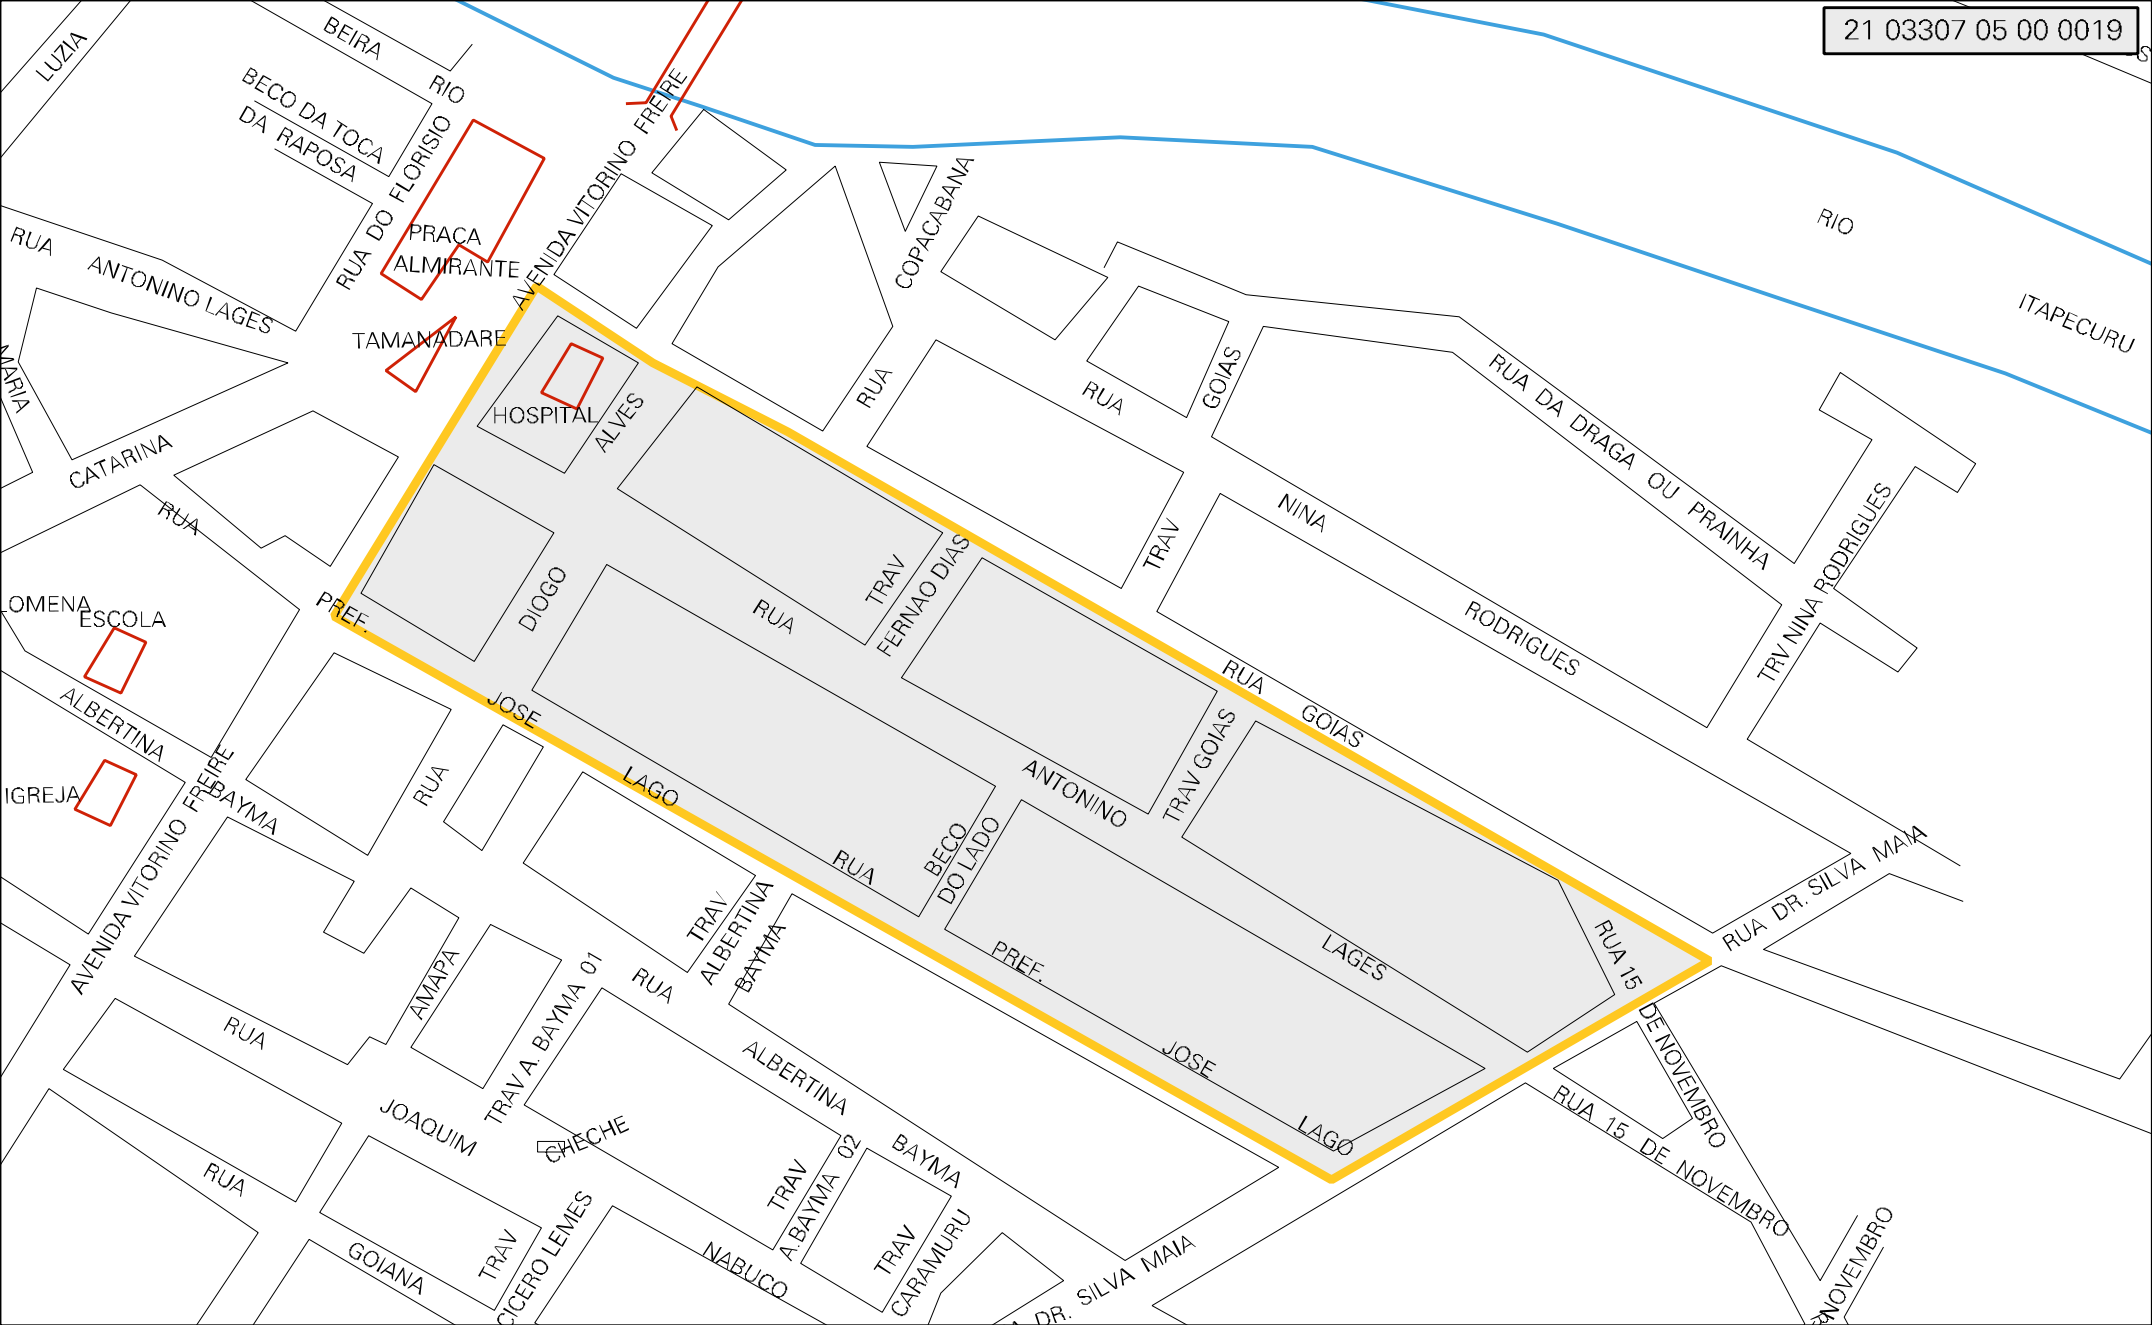 21 03307 05 00 0019
LUZIA
BEIRA
RIO
BECO DA TOCA
DA RAPOSA
RUA DO FLORISIO
PRACA
ALMIRANTE
TAMANADARE
AVENIDA VITORINO FREIRE
COPACABANA
RUA
RIO
ITAPECURU
RUA
ANTONINO LAGES
MARIA
CATARINA
RUA
HOSPITAL
ALVES
DIOGO
RUA
GOIAS
RUA DA DRAGA OU PRAINHA
NINA
RODRIGUES
TRAV
TRV NINA RODRIGUES
LOMENA
ESCOLA
PREF.
JOSE
LAGO
RUA
PREF.
JOSE
LAGO
RUA
TRAV
FERNAO DIAS
ANTONINO
LAGES
RUA
GOIAS
TRAV GOIAS
BECO
DO LADO
RUA 15
DE NOVEMBRO
RUA DR. SILVA MAIA
ALBERTINA
BAYMA
IGREJA
AVENIDA VITORINO FREIRE
RUA
AMAPA
TRAV
ALBERTINA
BAYMA
RUA
ALBERTINA
BAYMA
TRAV A. BAYMA 01
RUA
JOAQUIM
NABUCO
CHECHE
TRAV
A.BAYMA 02
TRAV
CARAMURU
RUA
GOIANA
TRAV
CICERO LEMES
DR. SILVA MAIA
RUA 15 DE NOVEMBRO
NOVEMBRO